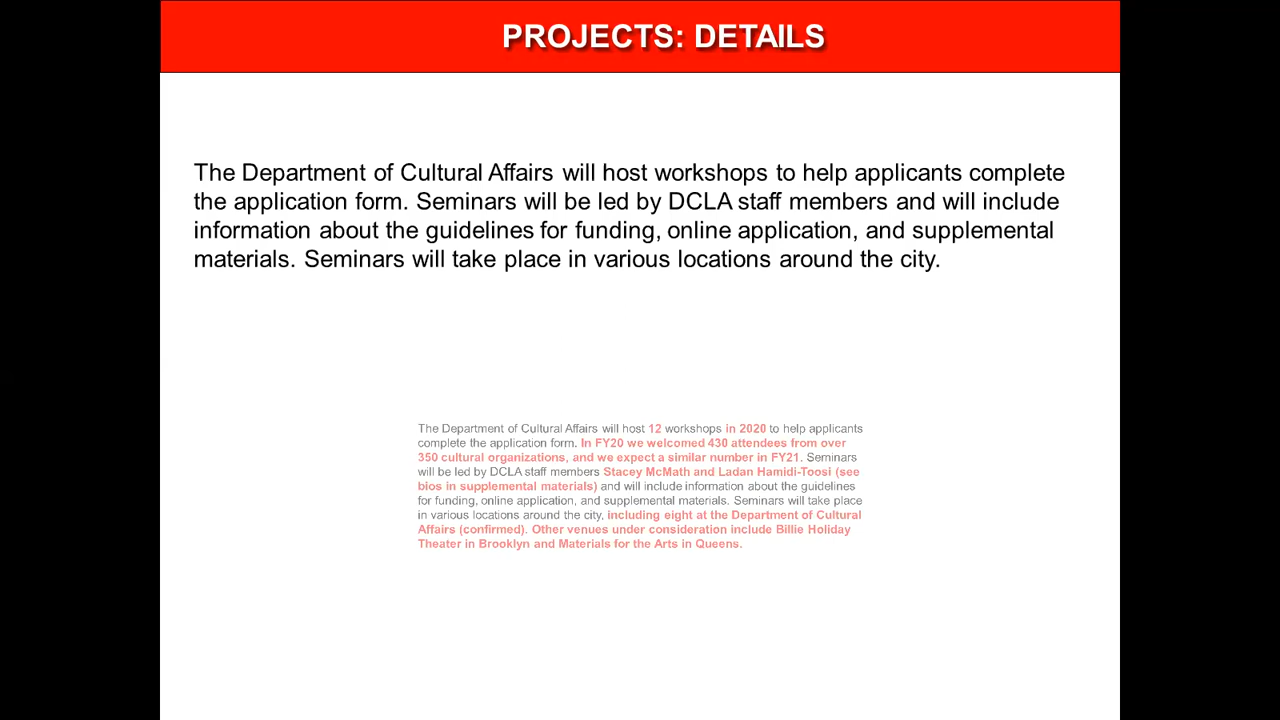 PROJECTS: DETAILS
The Department of Cultural Affairs will host workshops to help applicants complete
the application form. Seminars will be led by DCLA staff members and will include
information about the guidelines for funding, online application, and supplemental
materials. Seminars will take place in various locations around the city.
The Department of Cultural Affairs will host 12 workshops in 2020 to help applicants
complete the application form. In FY20 we welcomed 430 attendees from over
350 cultural organizations, and we expect a similar number in FY21. Seminars
will be led by DCLA staff members Stacey McMath and Ladan Hamidi-Toosi (see
bios in supplemental materials) and will include information about the guidelines
for funding, online application, and supplemental materials. Seminars will take place
in various locations around the city, including eight at the Department of Cultural
Affairs (confirmed). Other venues under consideration include Billie Holiday
Theater in Brooklyn and Materials for the Arts in Queens.